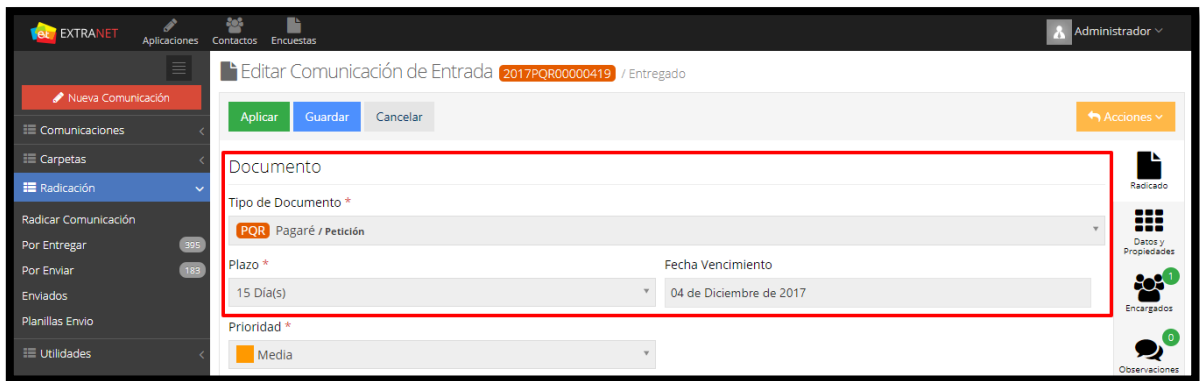 EXTRANET
Aplicaciones Contactos Encuestas
Administrador
Nueva Comunicación
Comunicaciones
Carpetas
Radicación
Radicar Comunicación
Por Entregar 395
Por Enviar 183
Enviados
Planillas Envio
Utilidades
Editar Comunicación de Entrada 2017PQR00000419 / Entregado
Aplicar Guardar Cancelar
Acciones
Documento
Tipo de Documento *
PQR Pagaré / Petición
Plazo * Fecha Vencimiento
15 Día(s) 04 de Diciembre de 2017
Prioridad *
Media
Radicado
Datos y
Propiedades
1
Encargados
0
Observaciones